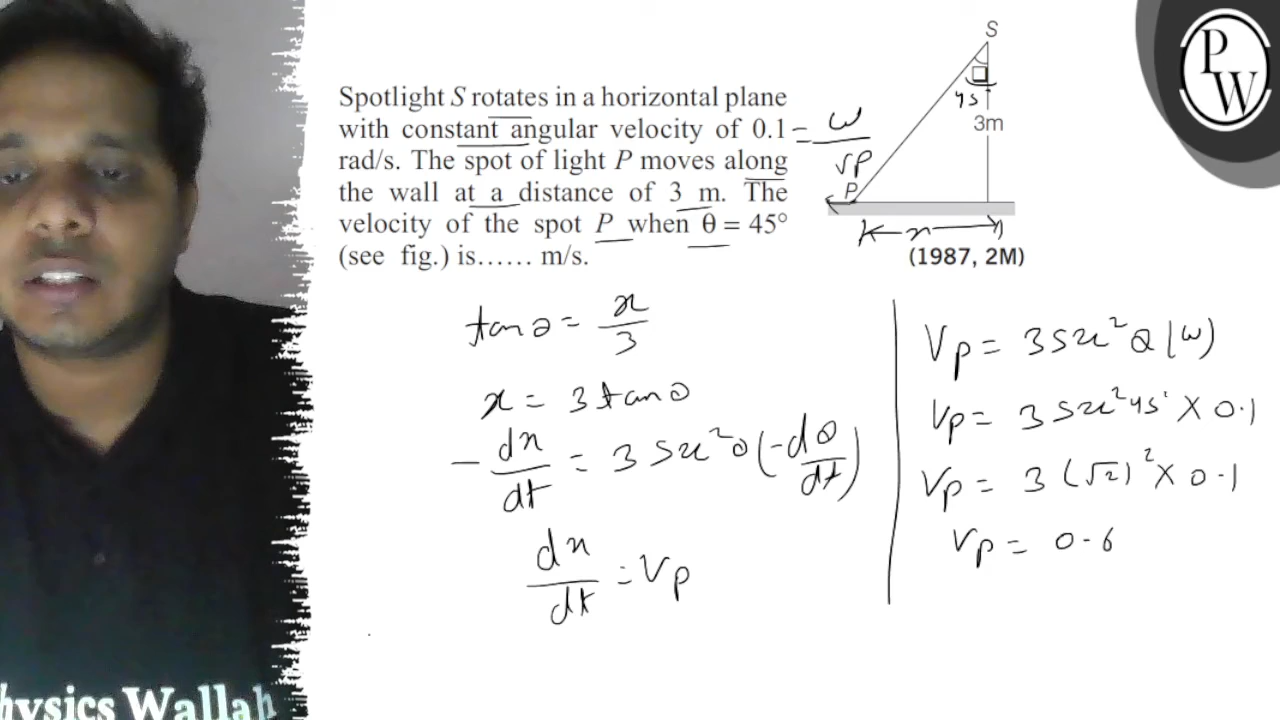 Spotlight S rotates in a horizontal plane
with constant angular velocity of 0.1
rad/s. The spot of light P moves along
the wall at a distance of 3 m. The
velocity of the spot P when θ = 45°
(see fig.) is...... m/s.
= ω
VP
S
45°
3m
P
x
(1987, 2M)
P
W
tan θ = x/3
x = 3 tan θ
- dx/dt = 3 sec²θ (-dθ/dt)
dx/dt = Vp
Vp = 3 sec²θ (ω)
Vp = 3 sec²45° × 0.1
Vp = 3 (√2)² × 0.1
Vp = 0.6
hysics Wallah